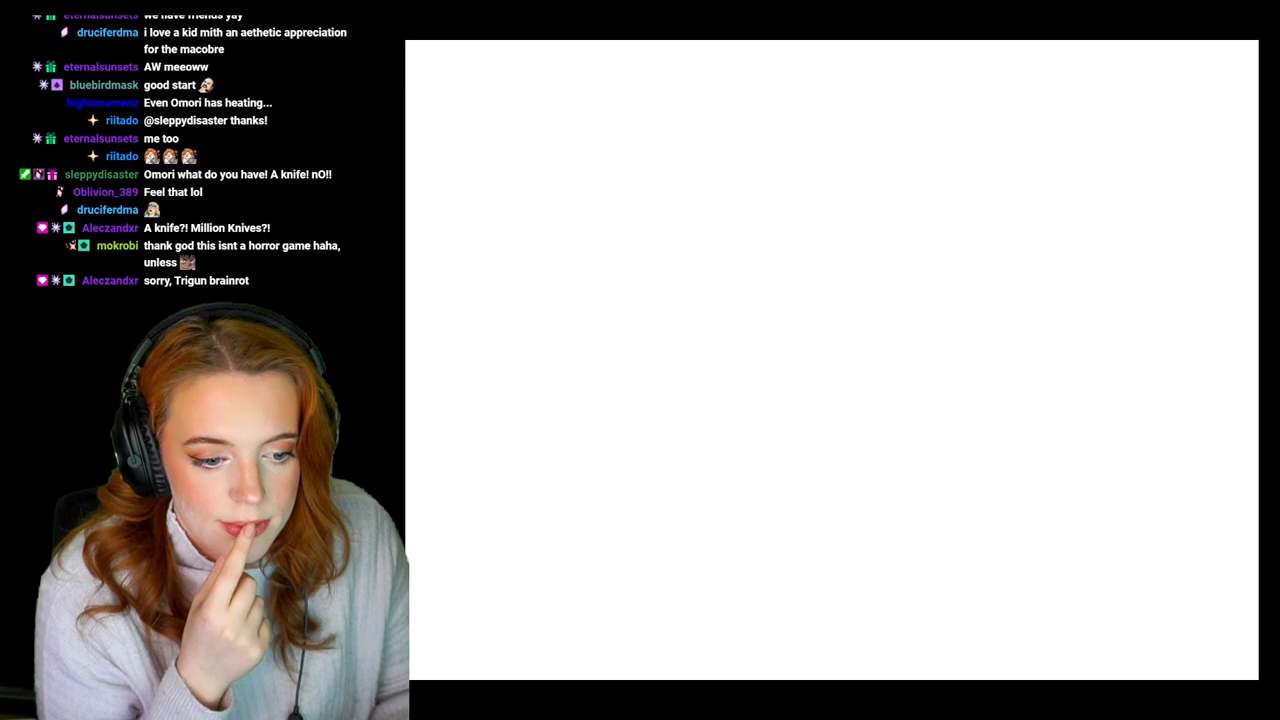 eternalsunsets we have friends yay
druciferdma i love a kid mith an aethetic appreciation
for the macobre
eternalsunsets AW meeoww
bluebirdmask good start
Even Omori has heating...
riitado @sleppydisaster thanks!
eternalsunsets me too
riitado
sleppydisaster Omori what do you have! A knife! nO!!
Oblivion_389 Feel that lol
druciferdma
Aleczandxr A knife?! Million Knives?!
mokrobi thank god this isnt a horror game haha,
unless
Aleczandxr sorry, Trigun brainrot